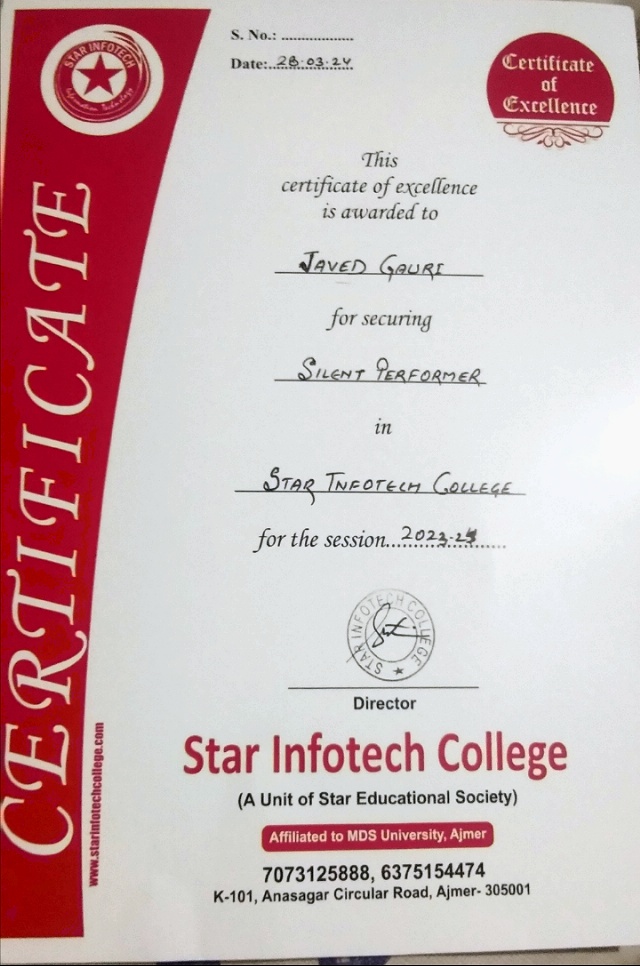 STAR INFOTECH
Information Technology
S. No.: ..................
Date:..28-03-24
Certificate
of
Excellence
CERTIFICATE
This
certificate of excellence
is awarded to
JAVED GAURI
for securing
SILENT PERFORMER
in
STAR INFOTECH COLLEGE
for the session...2023-24......
STAR INFOTECH COLLEGE
Director
Star Infotech College
(A Unit of Star Educational Society)
Affiliated to MDS University, Ajmer
7073125888, 6375154474
K-101, Anasagar Circular Road, Ajmer- 305001
www.starinfotechcollege.com